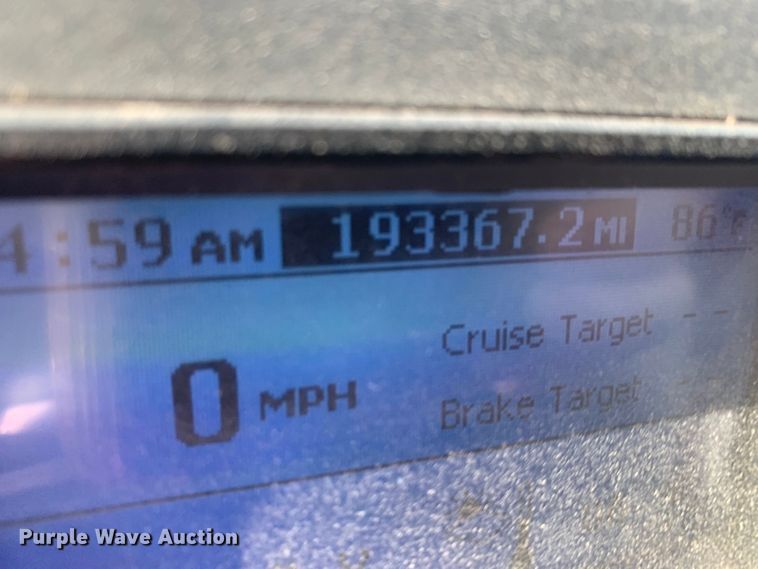 4:59 AM 193367.2 MI 86°F
Cruise Target --
0 MPH
Brake Target --
Purple Wave Auction